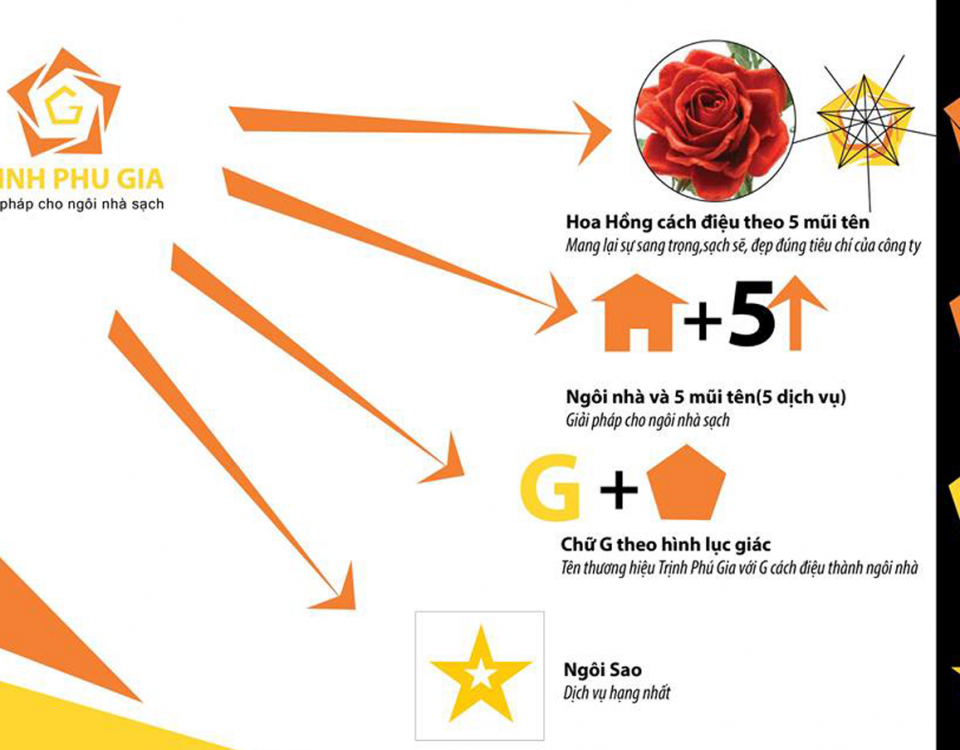 G
INH PHU GIA
pháp cho ngôi nhà sạch
Hoa Hồng cách điệu theo 5 mũi tên
Mang lại sự sang trọng,sạch sẽ, đẹp đúng tiêu chí của công ty
+5
Ngôi nhà và 5 mũi tên(5 dịch vụ)
Giải pháp cho ngôi nhà sạch
G +
Chữ G theo hình lục giác
Tên thương hiệu Trịnh Phú Gia với G cách điệu thành ngôi nhà
Ngôi Sao
Dịch vụ hạng nhất